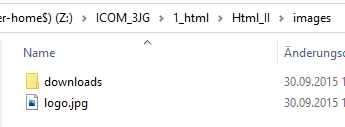 er-home$) (Z:) > ICOM_3JG > 1_html > Html_II > images
Name Änderungsd
downloads 30.09.2015 1
logo.jpg 30.09.2015 1